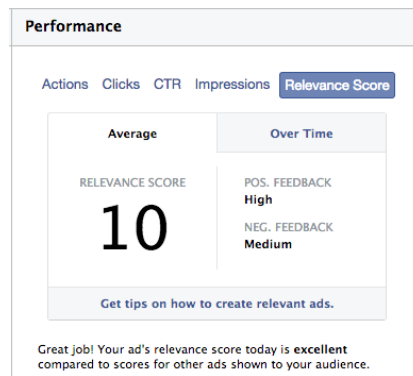 Performance
Actions Clicks CTR Impressions Relevance Score
Average Over Time
RELEVANCE SCORE
10
POS. FEEDBACK
High
NEG. FEEDBACK
Medium
Get tips on how to create relevant ads.
Great job! Your ad's relevance score today is excellent
compared to scores for other ads shown to your audience.